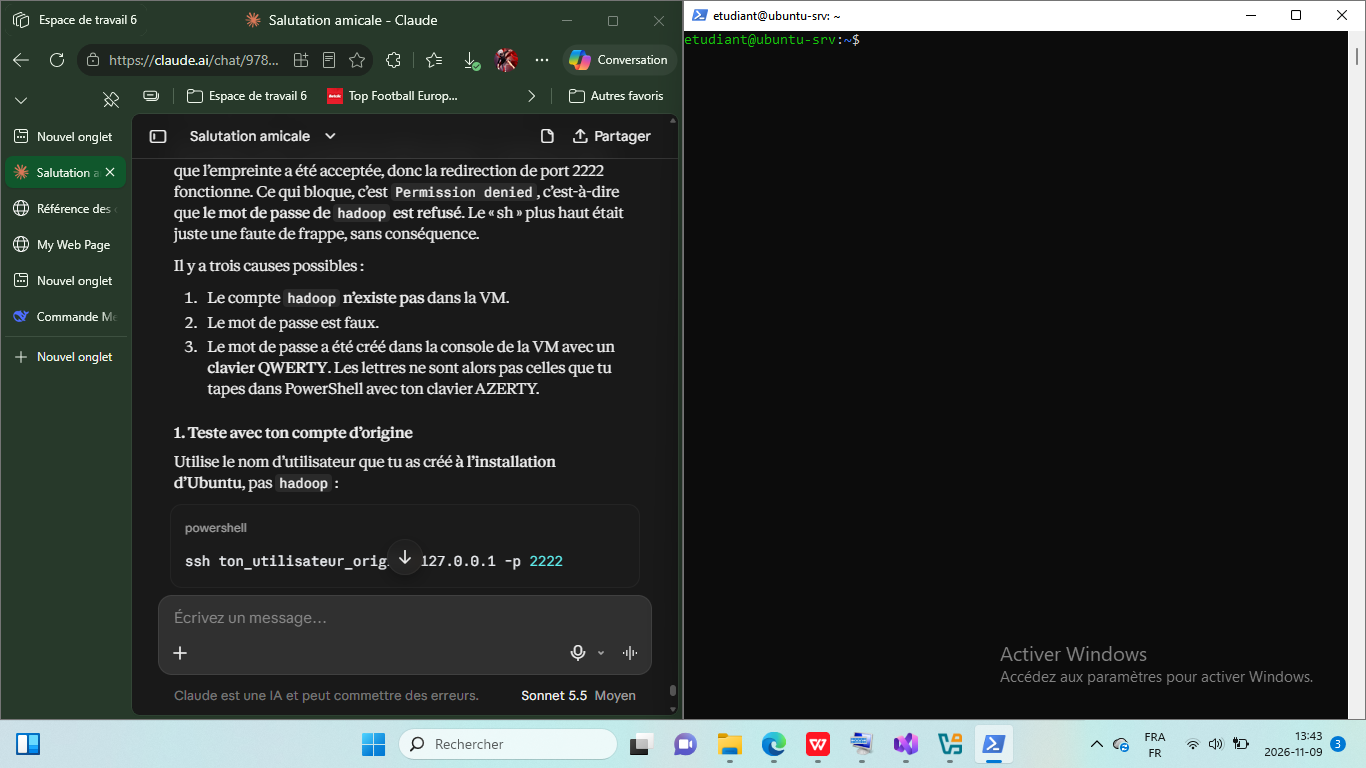 Espace de travail 6
Salutation amicale - Claude
https://claude.ai/chat/978...
Conversation
Espace de travail 6
Top Football Europ...
Autres favoris
Nouvel onglet
Salutation a
Référence des
My Web Page
Nouvel onglet
Commande Me
Nouvel onglet
Salutation amicale
Partager
que l'empreinte a été acceptée, donc la redirection de port 2222
fonctionne. Ce qui bloque, c'est Permission denied, c'est-à-dire
que le mot de passe de hadoop est refusé. Le « sh » plus haut était
juste une faute de frappe, sans conséquence.
Il y a trois causes possibles :
1. Le compte hadoop n'existe pas dans la VM.
2. Le mot de passe est faux.
3. Le mot de passe a été créé dans la console de la VM avec un
clavier QWERTY. Les lettres ne sont alors pas celles que tu
tapes dans PowerShell avec ton clavier AZERTY.
1. Teste avec ton compte d'origine
Utilise le nom d'utilisateur que tu as créé à l'installation
d'Ubuntu, pas hadoop :
powershell
ssh ton_utilisateur_orig 127.0.0.1 -p 2222
Écrivez un message...
Claude est une IA et peut commettre des erreurs.
Sonnet 5.5 Moyen
etudiant@ubuntu-srv: ~
etudiant@ubuntu-srv:~$
Activer Windows
Accédez aux paramètres pour activer Windows.
Rechercher
FRA
FR
13:43
2026-11-09
3